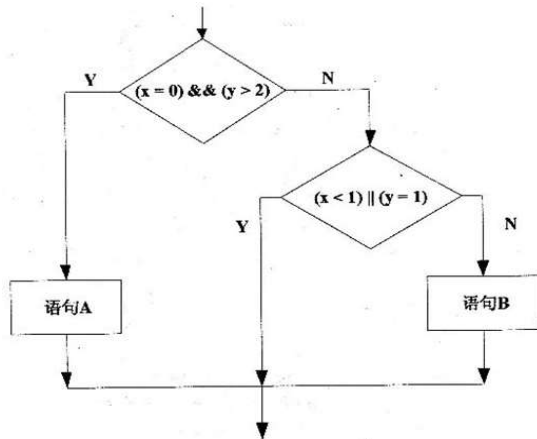 Y
N
(x = 0) && (y > 2)
(x < 1) || (y = 1)
Y
N
语句A
语句B